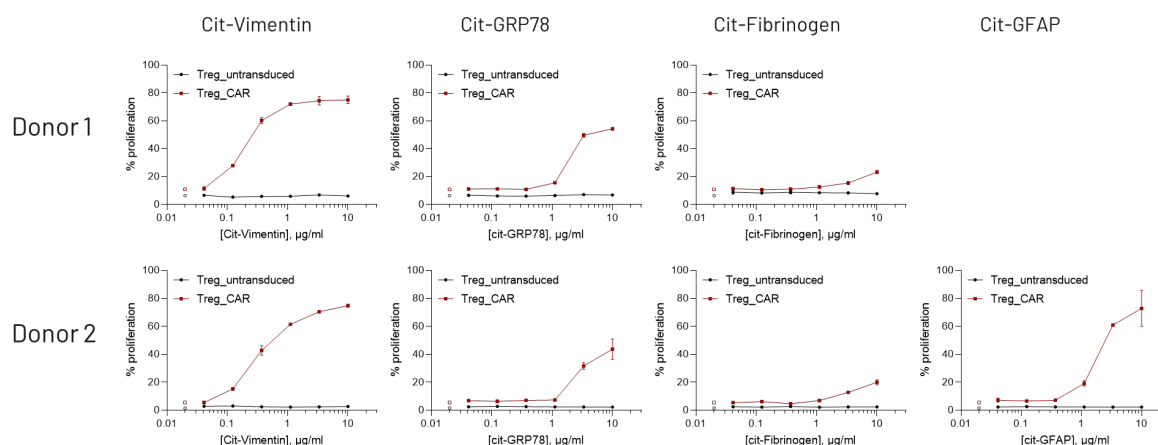 Cit-Vimentin Cit-GRP78 Cit-Fibrinogen Cit-GFAP
Donor 1
100
80
60
40
20
0
% proliferation
Treg_untransduced
Treg_CAR
0.01 0.1 1 10
[Cit-Vimentin], µg/ml
100
80
60
40
20
0
% proliferation
Treg_untransduced
Treg_CAR
0.01 0.1 1 10
[cit-GRP78], µg/ml
100
80
60
40
20
0
% proliferation
Treg_untransduced
Treg_CAR
0.01 0.1 1 10
[cit-Fibrinogen], µg/ml
Donor 2
100
80
60
40
20
0
% proliferation
Treg_untransduced
Treg_CAR
0.01 0.1 1 10
[Cit-Vimentin], µg/ml
100
80
60
40
20
0
% proliferation
Treg_untransduced
Treg_CAR
0.01 0.1 1 10
[cit-GRP78], µg/ml
100
80
60
40
20
0
% proliferation
Treg_untransduced
Treg_CAR
0.01 0.1 1 10
[cit-Fibrinogen], µg/ml
100
80
60
40
20
0
% proliferation
Treg_untransduced
Treg_CAR
0.01 0.1 1 10
[cit-GFAP], µg/ml